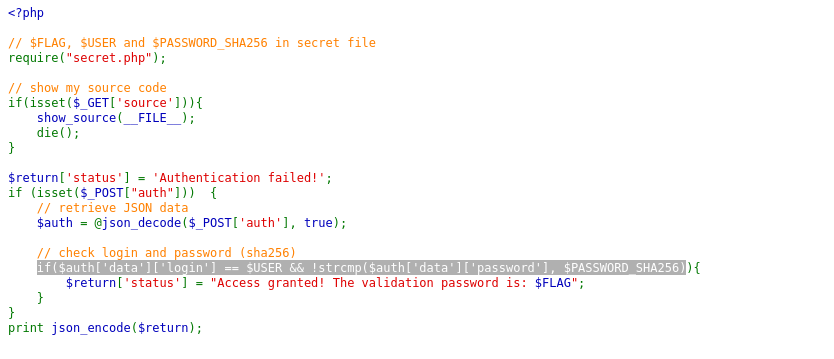 <?php
// $FLAG, $USER and $PASSWORD_SHA256 in secret file
require("secret.php");
// show my source code
if(isset($_GET['source'])){
    show_source(__FILE__);
    die();
}
$return['status'] = 'Authentication failed!';
if (isset($_POST["auth"]))  {
    // retrieve JSON data
    $auth = @json_decode($_POST['auth'], true);
    // check login and password (sha256)
    if($auth['data']['login'] == $USER && !strcmp($auth['data']['password'], $PASSWORD_SHA256)){
        $return['status'] = "Access granted! The validation password is: $FLAG";
    }
}
print json_encode($return);